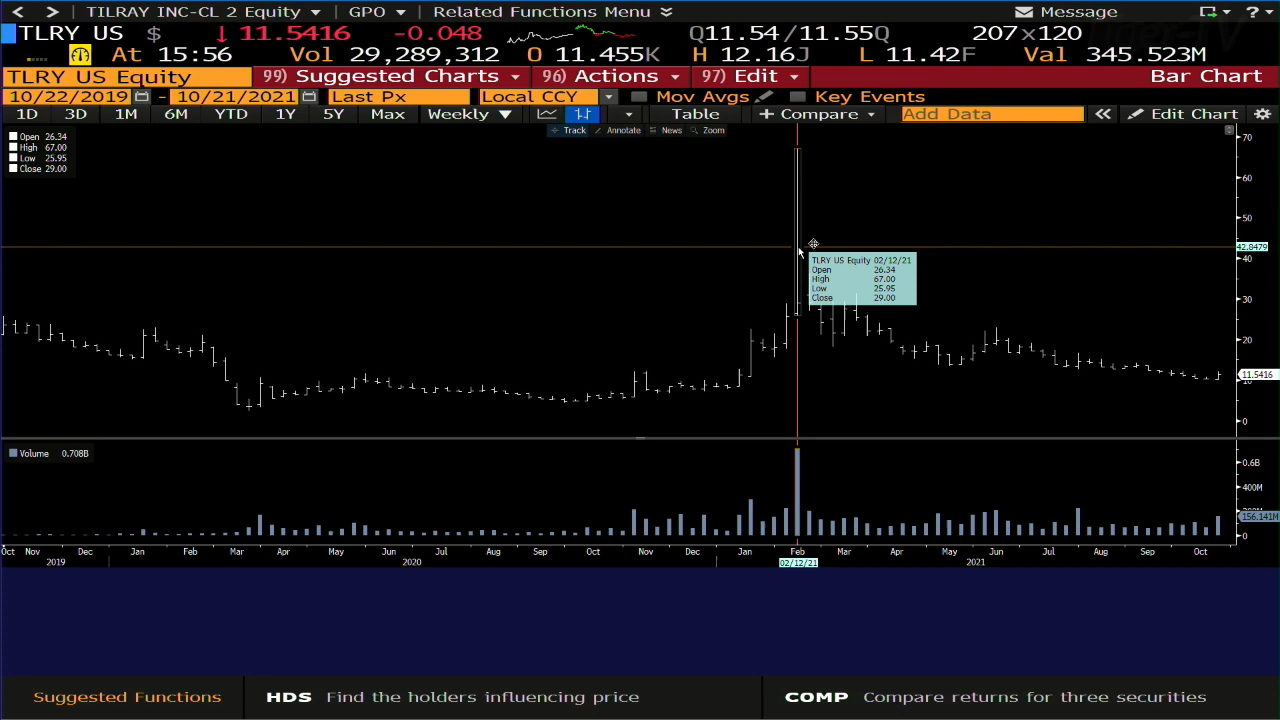 < > TILRAY INC-CL 2 Equity GPO Related Functions Menu Message ?
TLRY US $ ↓ 11.5416 -0.048 Q11.54/11.55Q 207x120
At 15:56 Vol 29,289,312 O 11.455K H 12.16J L 11.42F Val 345.523M
TLRY US Equity 99) Suggested Charts 96) Actions 97) Edit Bar Chart
10/22/2019 - 10/21/2021 Last Px Local CCY Mov Avgs Key Events
1D 3D 1M 6M YTD 1Y 5Y Max Weekly Table + Compare Add Data « Edit Chart
Track Annotate News Zoom
Open 26.34
High 67.00
Low 25.95
Close 29.00
70
60
50
42.8479
40
30
20
11.5416
10
0
TLRY US Equity 02/12/21
Open 26.34
High 67.00
Low 25.95
Close 29.00
Volume 0.708B
0.6B
400M
156.141M
0
Oct Nov Dec Jan Feb Mar Apr May Jun Jul Aug Sep Oct Nov Dec Jan Feb Mar Apr May Jun Jul Aug Sep Oct
2019 2020 02/12/21 2021
Suggested Functions HDS Find the holders influencing price COMP Compare returns for three securities